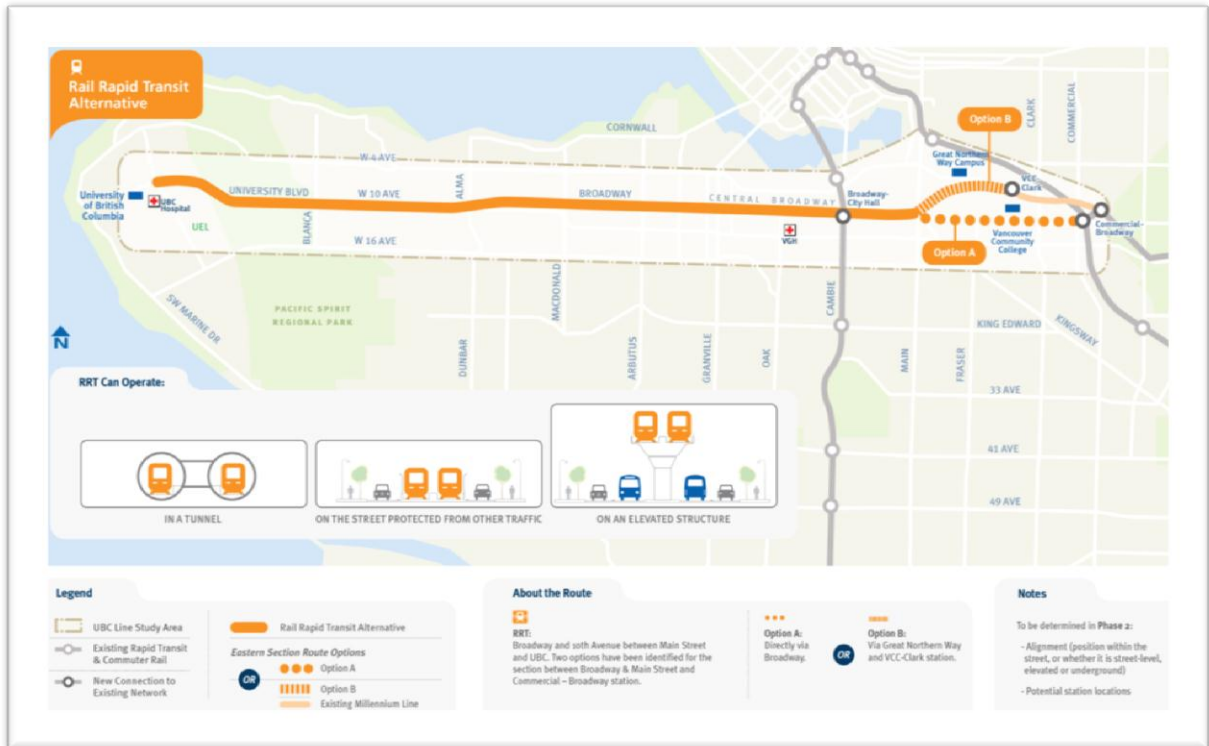 Rail Rapid Transit
Alternative
CORNWALL
W 4 AVE
CLARK
COMMERCIAL
Option B
Great Northern
Way Campus
VCC
Clark
University
of British
Columbia
UBC
Hospital
UNIVERSITY BLVD
W 10 AVE
ALMA
BROADWAY
CENTRAL BROADWAY
Broadway-
City Hall
UEL
BLANCA
W 16 AVE
VGH
Option A
Vancouver
Community
College
Commercial-
Broadway
SW MARINE DR
PACIFIC SPIRIT
REGIONAL PARK
MACDONALD
CAMBIE
KING EDWARD
KINGSWAY
N
DUNBAR
ARBUTUS
GRANVILLE
OAK
MAIN
FRASER
33 AVE
41 AVE
49 AVE
RRT Can Operate:
IN A TUNNEL
ON THE STREET PROTECTED FROM OTHER TRAFFIC
ON AN ELEVATED STRUCTURE
Legend
UBC Line Study Area
Existing Rapid Transit
& Commuter Rail
New Connection to
Existing Network
Rail Rapid Transit Alternative
Eastern Section Route Options
OR
Option A
Option B
Existing Millennium Line
About the Route
RRT:
Broadway and 10th Avenue between Main Street
and UBC. Two options have been identified for the
section between Broadway & Main Street and
Commercial – Broadway station.
Option A:
Directly via
Broadway.
OR
Option B:
Via Great Northern Way
and VCC-Clark station.
Notes
To be determined in Phase 2:
- Alignment (position within the
street, or whether it is street-level,
elevated or underground)
- Potential station locations